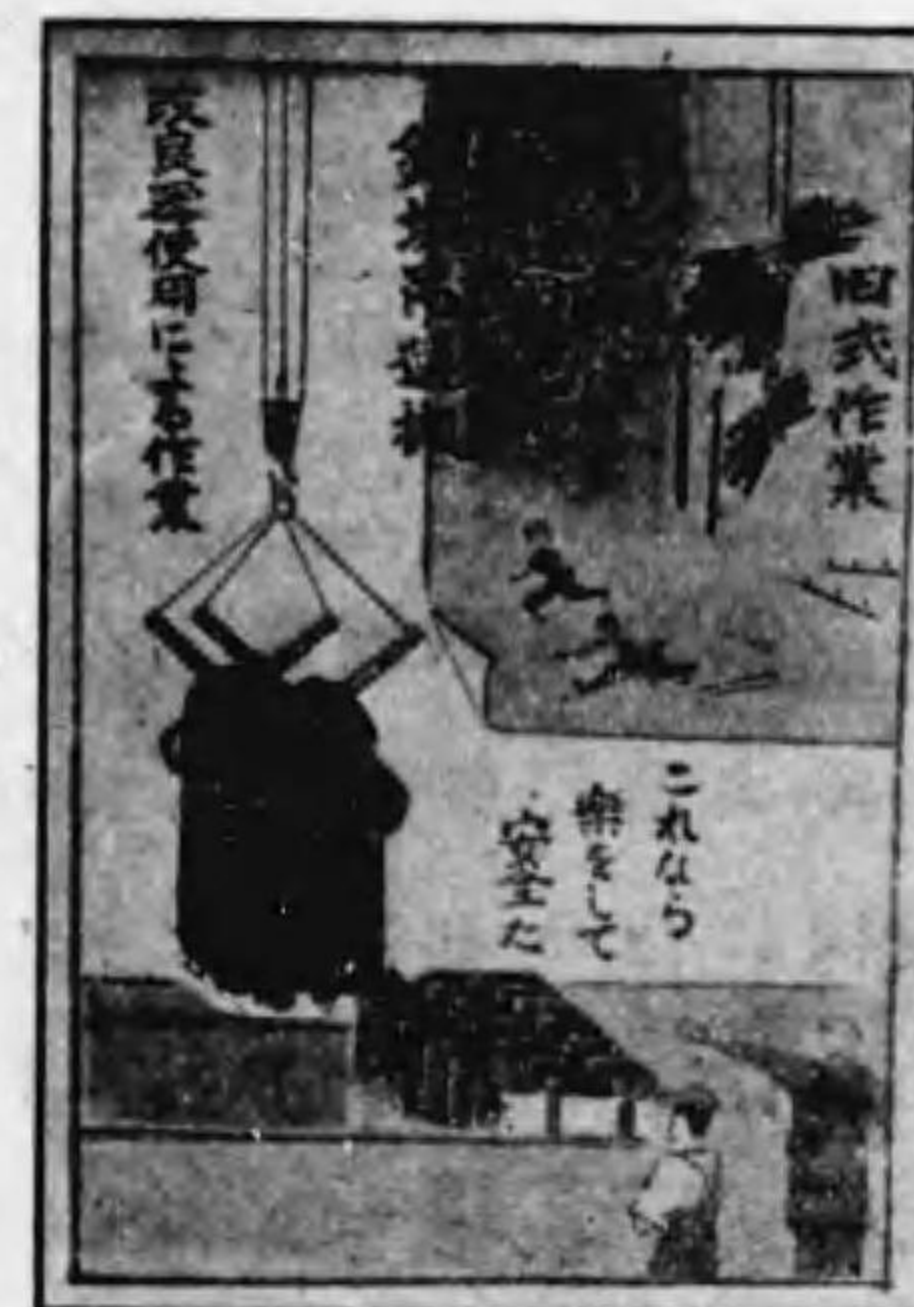 旧式作業
これなら
楽をして
安全だ
改良型使用による作業